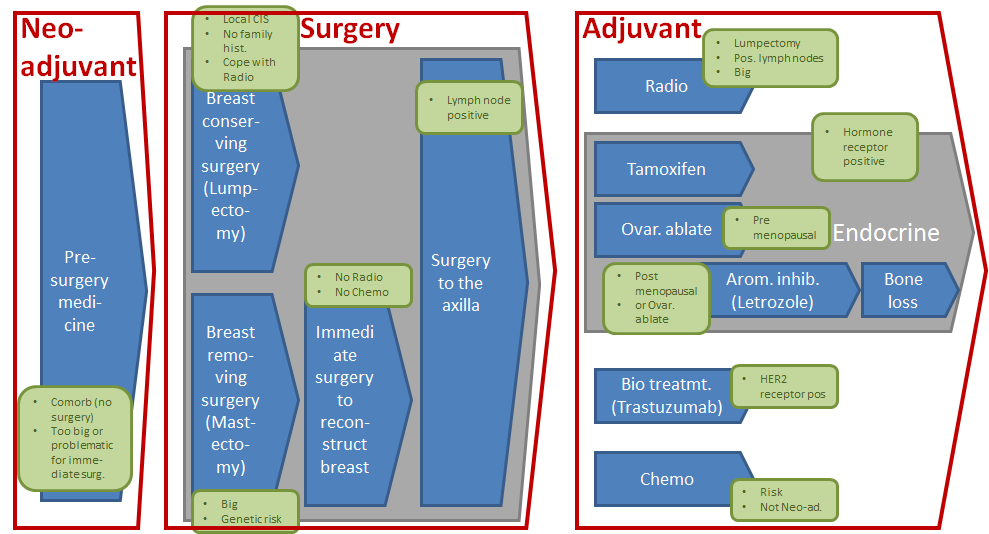 Neo-
adjuvant
Pre-
surgery
medi-
cine
• Comorb (no
surgery)
• Too big or
problematic
for imme-
diate surg.
Surgery
• Local CIS
• No family
hist.
• Cope with
Radio
Breast
conser-
ving
surgery
(Lump-
ecto-
my)
Breast
remo-
ving
surgery
(Mast-
ecto-
my)
• Big
• Genetic risk
• No Radio
• No Chemo
Immedi
ate
surgery
to
recon-
struct
breast
• Lymph node
positive
Surgery
to the
axilla
Adjuvant
Radio
• Lumpectomy
• Pos. lymph nodes
• Big
• Hormone
receptor
positive
Tamoxifen
Ovar. ablate
• Pre
menopausal
Endocrine
• Post
menopausal
• or Ovar.
ablate
Arom. inhib.
(Letrozole)
Bone
loss
Bio treatmt.
(Trastuzumab)
• HER2
receptor pos
Chemo
• Risk
• Not Neo-ad.